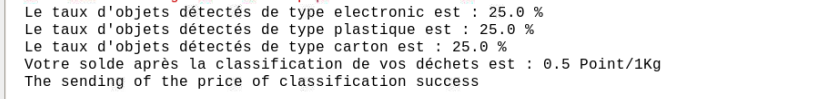 Le taux d'objets détectés de type electronic est : 25.0 %
Le taux d'objets détectés de type plastique est : 25.0 %
Le taux d'objets détectés de type carton est : 25.0 %
Votre solde après la classification de vos déchets est : 0.5 Point/1Kg
The sending of the price of classification success